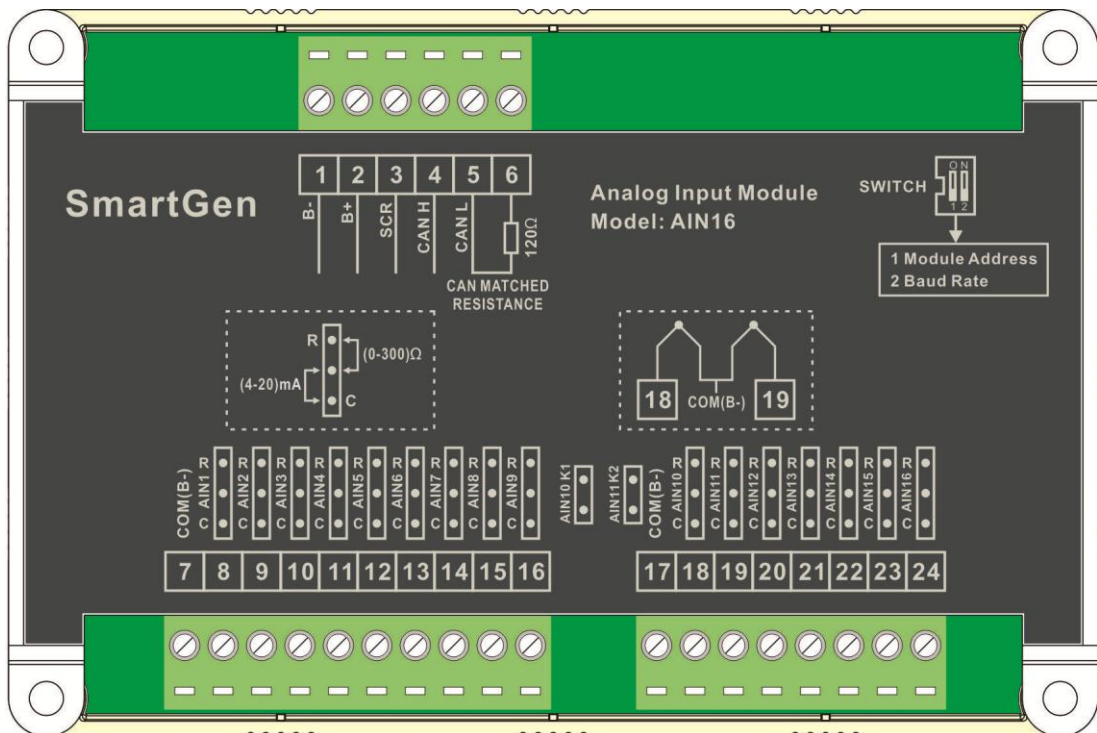 1 2 3 4 5 6
B- B+ SCR CAN H CAN L 120Ω
CAN MATCHED
RESISTANCE
SmartGen
Analog Input Module
Model: AIN16
SWITCH
ON
1 2
1 Module Address
2 Baud Rate
R
(0-300)Ω
(4-20)mA
C
18 COM(B-) 19
COM(B-) R AIN1 C R AIN2 C R AIN3 C R AIN4 C R AIN5 C R AIN6 C R AIN7 C R AIN8 C R AIN9 C
AIN10 K1 AIN11K2
COM(B-) R AIN10 C R AIN11 C R AIN12 C R AIN13 C R AIN14 C R AIN15 C R AIN16 C
7 8 9 10 11 12 13 14 15 16
17 18 19 20 21 22 23 24